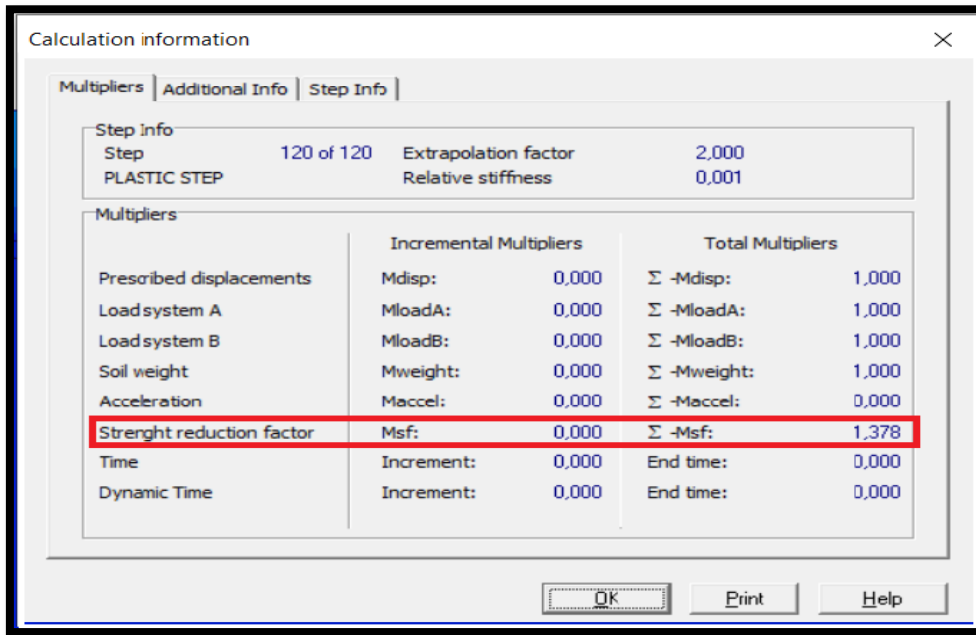 Calculation information
Multipliers Additional Info Step Info
Step Info
Step 120 of 120 Extrapolation factor 2,000
PLASTIC STEP Relative stiffness 0,001
Multipliers
Incremental Multipliers Total Multipliers
Prescribed displacements Mdisp: 0,000 Σ -Mdisp: 1,000
Load system A MloadA: 0,000 Σ -MloadA: 1,000
Load system B MloadB: 0,000 Σ -MloadB: 1,000
Soil weight Mweight: 0,000 Σ -Mweight: 1,000
Acceleration Maccel: 0,000 Σ -Maccel: 0,000
Strenght reduction factor Msf: 0,000 Σ -Msf: 1,378
Time Increment: 0,000 End time: 0,000
Dynamic Time Increment: 0,000 End time: 0,000
OK Print Help